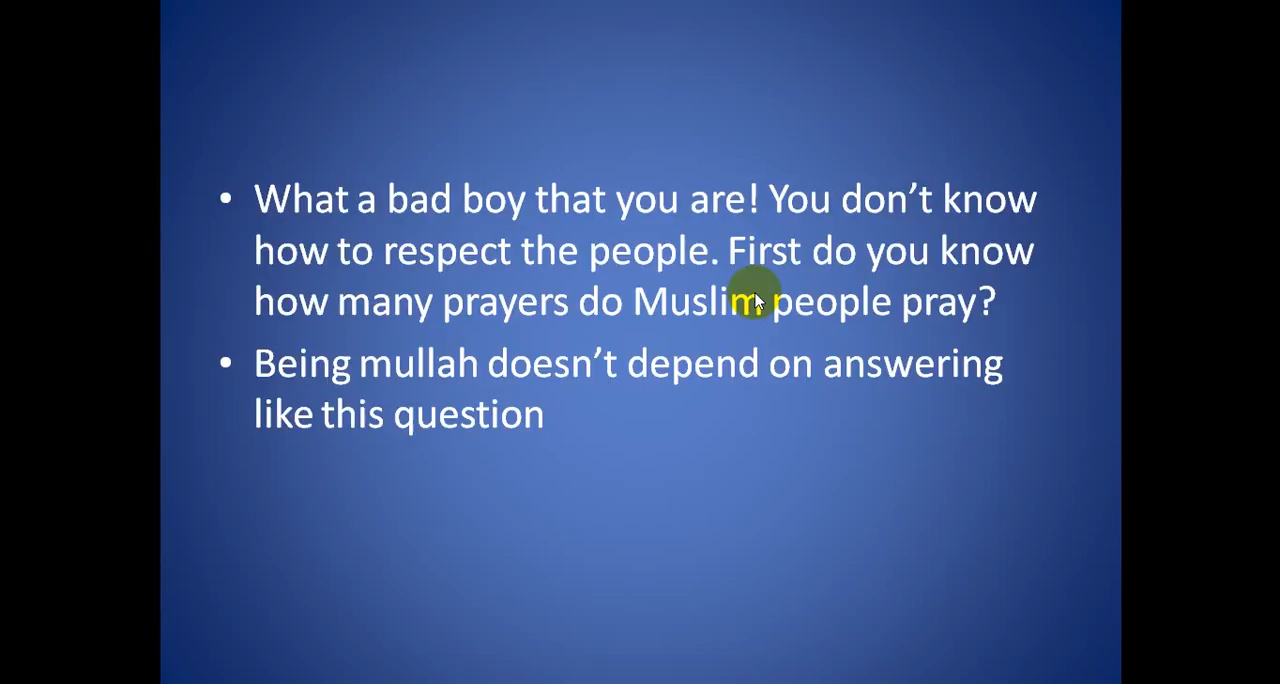 • What a bad boy that you are! You don’t know
how to respect the people. First do you know
how many prayers do Muslim people pray?
• Being mullah doesn’t depend on answering
like this question